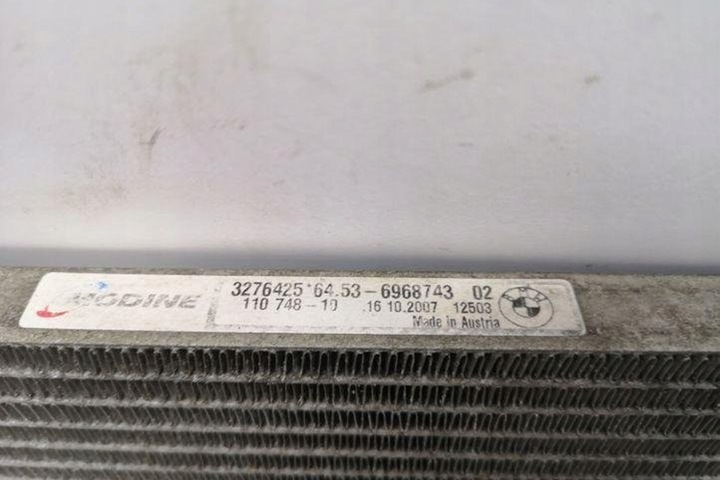 MODINE
3276425*64.53-6968743 02
110 748-10 16.10.2007 12503
Made in Austria